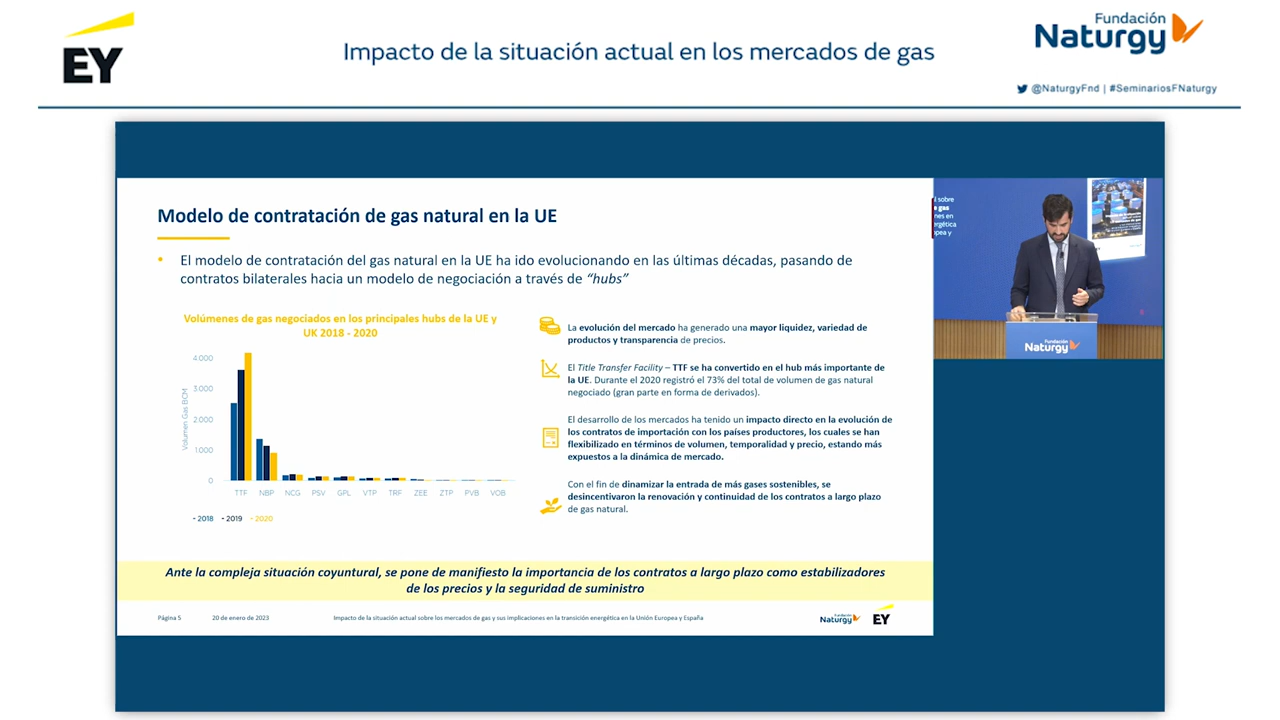 EY
Impacto de la situación actual en los mercados de gas
Fundación
Naturgy
@NaturgyFnd | #SeminariosFNaturgy
Modelo de contratación de gas natural en la UE
• El modelo de contratación del gas natural en la UE ha ido evolucionando en las últimas décadas, pasando de
contratos bilaterales hacia un modelo de negociación a través de “hubs”
Volúmenes de gas negociados en los principales hubs de la UE y
UK 2018 - 2020
Volumen Gas BCM
4.000
3.000
2.000
1.000
0
TTF NBP NCG PSV GPL VTP TRF ZEE ZTP PVB VOB
- 2018 - 2019 - 2020
La evolución del mercado ha generado una mayor liquidez, variedad de
productos y transparencia de precios.
El Title Transfer Facility – TTF se ha convertido en el hub más importante de
la UE. Durante el 2020 registró el 73% del total de volumen de gas natural
negociado (gran parte en forma de derivados).
El desarrollo de los mercados ha tenido un impacto directo en la evolución de
los contratos de importación con los países productores, los cuales se han
flexibilizado en términos de volumen, temporalidad y precio, estando más
expuestos a la dinámica de mercado.
Con el fin de dinamizar la entrada de más gases sostenibles, se
desincentivaron la renovación y continuidad de los contratos a largo plazo
de gas natural.
Ante la compleja situación coyuntural, se pone de manifiesto la importancia de los contratos a largo plazo como estabilizadores
de los precios y la seguridad de suministro
Página 5 20 de enero de 2023 Impacto de la situación actual sobre los mercados de gas y sus implicaciones en la transición energética en la Unión Europea y España
Fundación
Naturgy
EY
l sobre
e gas
nes en
ergética
opea y
Fundación
Naturgy